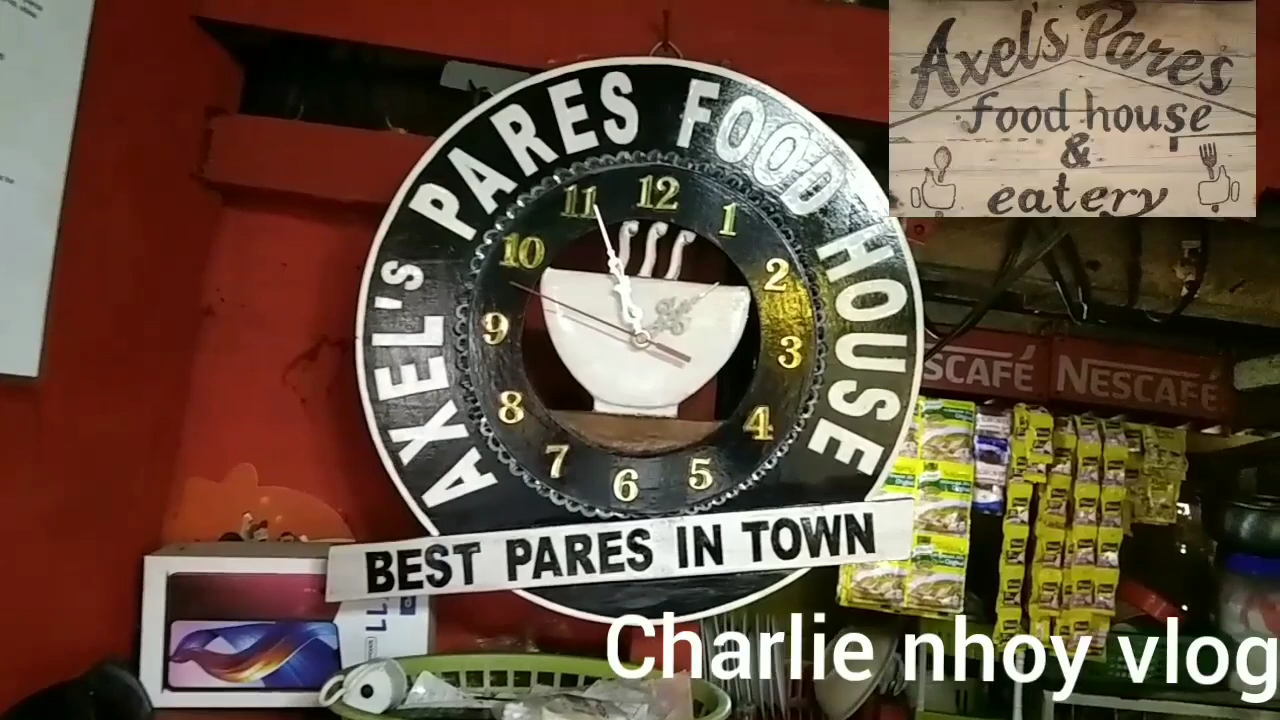 Axel's Pares
food house
&
eatery
AXEL'S PARES FOOD HOUSE
11 12 1
10 2
9 3
8 4
7 6 5
BEST PARES IN TOWN
NESCAFÉ
Charlie nhoy vlog